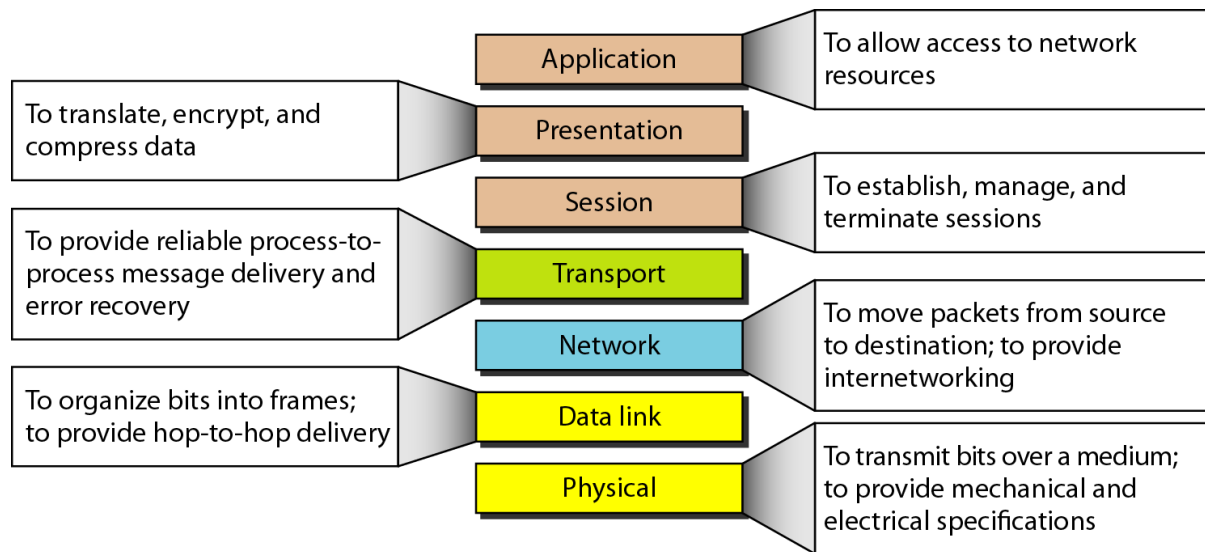 Application
To allow access to network
resources
To translate, encrypt, and
compress data
Presentation
Session
To establish, manage, and
terminate sessions
To provide reliable process-to-
process message delivery and
error recovery
Transport
Network
To move packets from source
to destination; to provide
internetworking
To organize bits into frames;
to provide hop-to-hop delivery
Data link
Physical
To transmit bits over a medium;
to provide mechanical and
electrical specifications